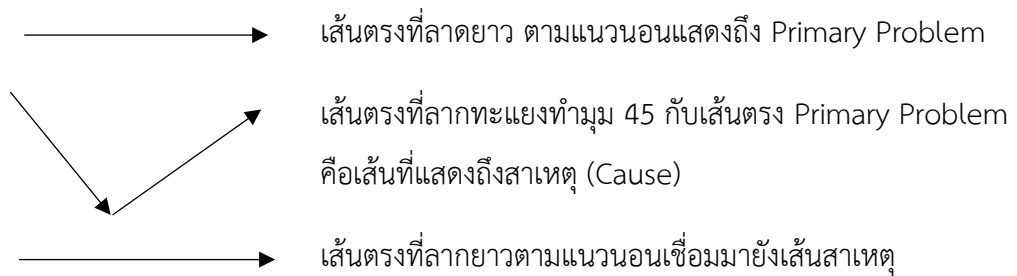 เส้นตรงที่ลาดยาว ตามแนวนอนแสดงถึง Primary Problem
เส้นตรงที่ลากทะแยงทำมุม 45 กับเส้นตรง Primary Problem
คือเส้นที่แสดงถึงสาเหตุ (Cause)
เส้นตรงที่ลากยาวตามแนวนอนเชื่อมมายังเส้นสาเหตุ